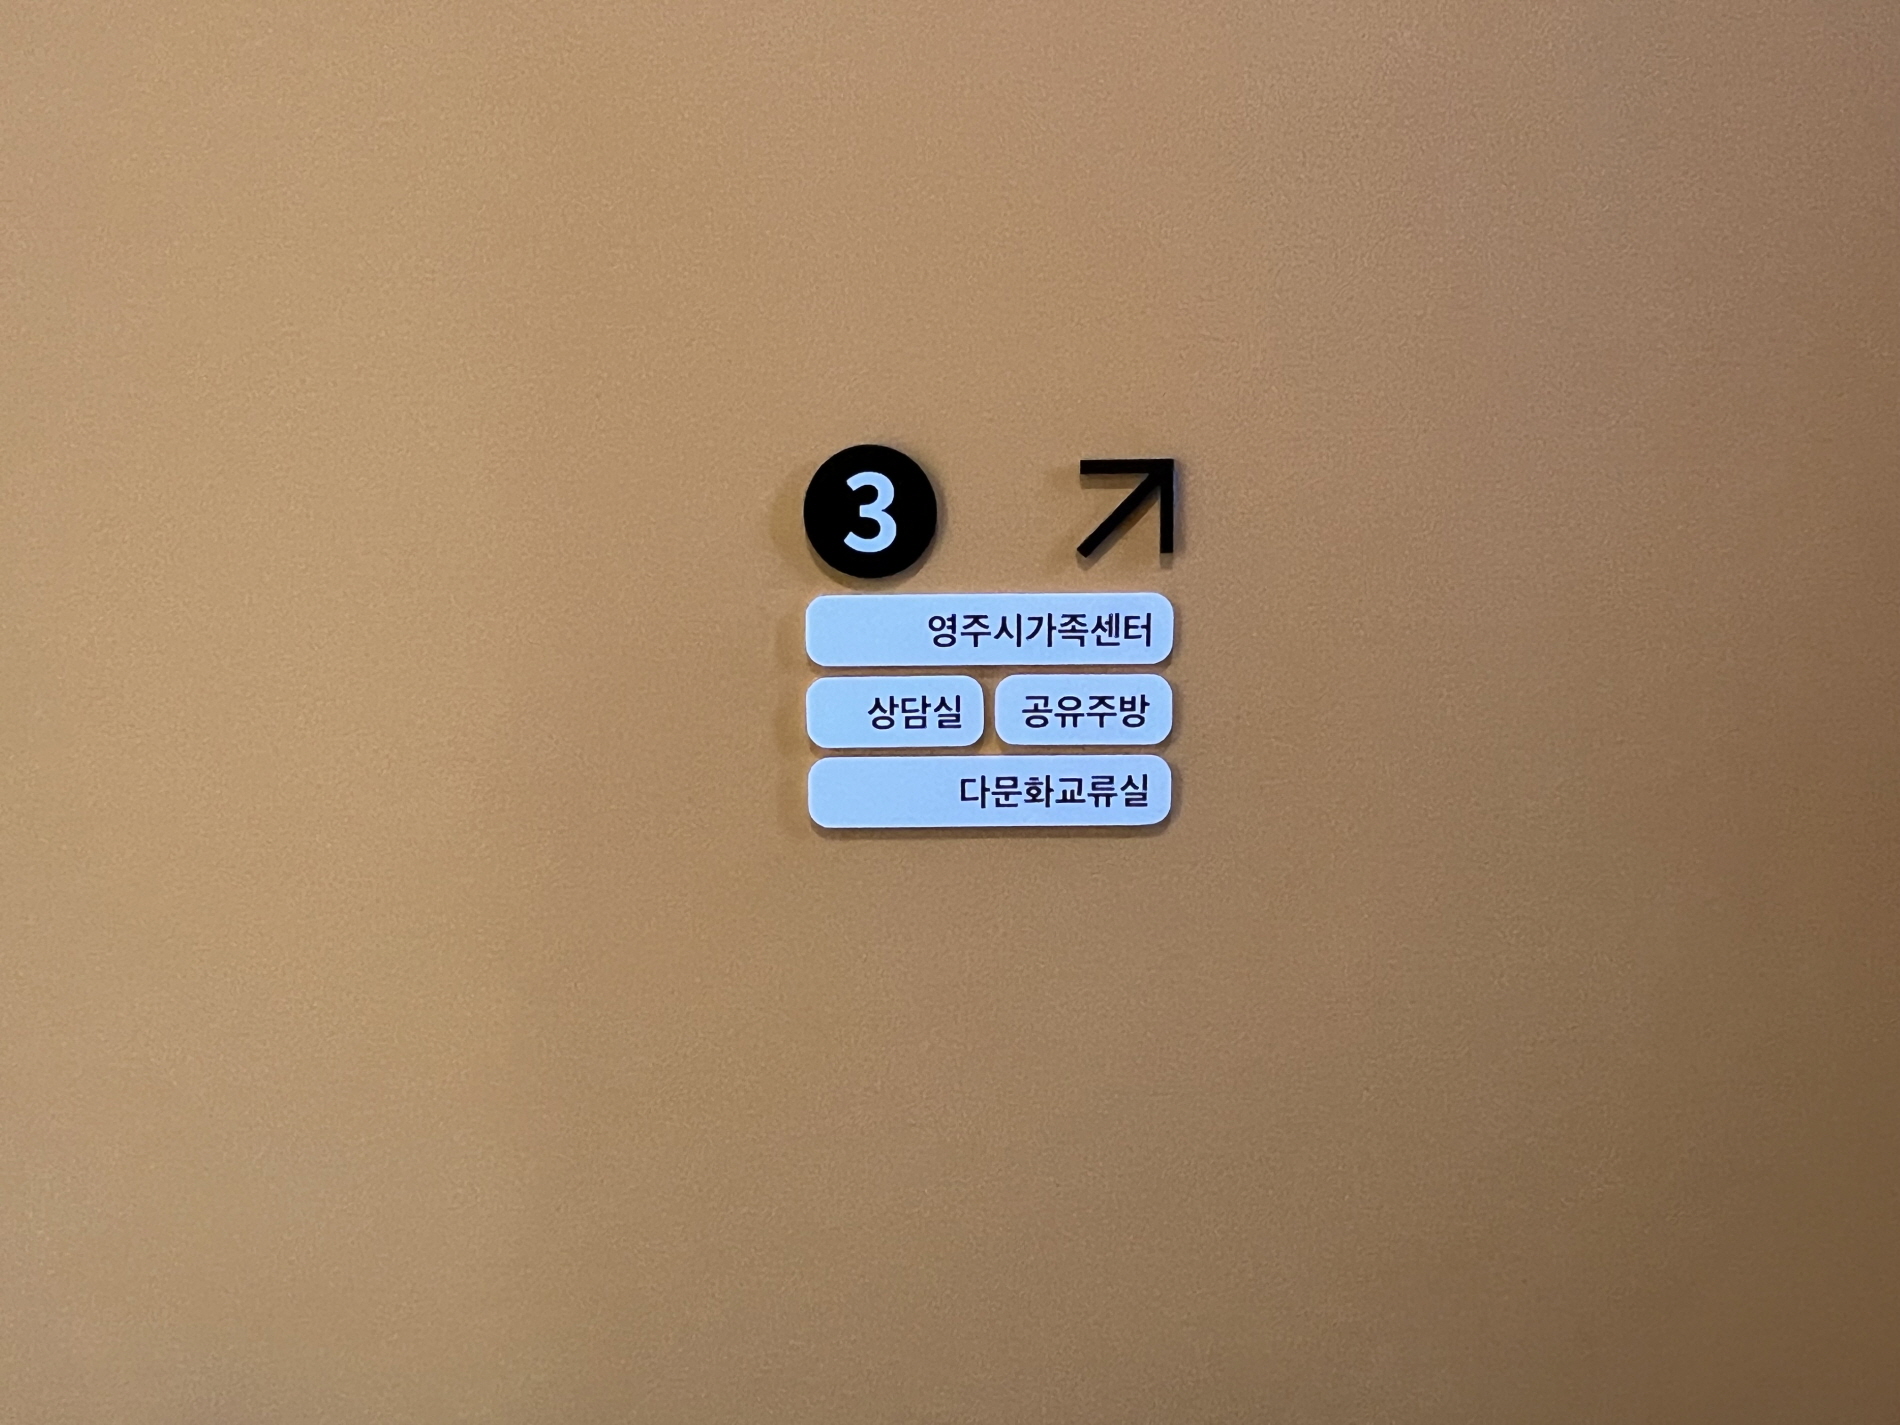 3
영주시가족센터
상담실 공유주방
다문화교류실